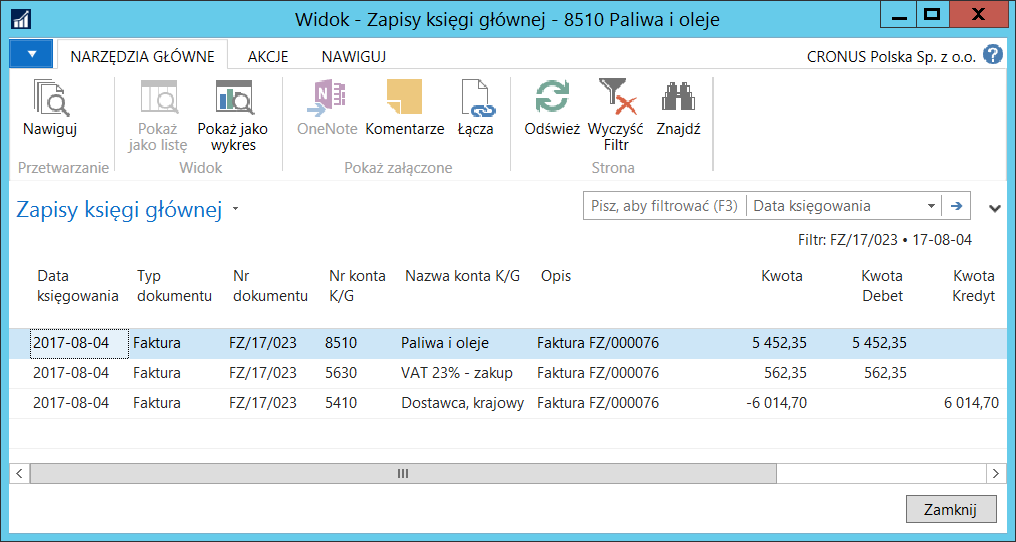 Widok - Zapisy księgi głównej - 8510 Paliwa i oleje
NARZĘDZIA GŁÓWNE AKCJE NAWIGUJ CRONUS Polska Sp. z o.o. ?
Nawiguj Pokaż jako listę Pokaż jako wykres OneNote Komentarze Łącza Odśwież Wyczyść Filtr Znajdź
Przetwarzanie Widok Pokaż załączone Strona
Zapisy księgi głównej Pisz, aby filtrować (F3) Data księgowania
Filtr: FZ/17/023 • 17-08-04
Data księgowania Typ dokumentu Nr dokumentu Nr konta K/G Nazwa konta K/G Opis Kwota Kwota Debet Kwota Kredyt
2017-08-04 Faktura FZ/17/023 8510 Paliwa i oleje Faktura FZ/000076 5 452,35 5 452,35
2017-08-04 Faktura FZ/17/023 5630 VAT 23% - zakup Faktura FZ/000076 562,35 562,35
2017-08-04 Faktura FZ/17/023 5410 Dostawca, krajowy Faktura FZ/000076 -6 014,70 6 014,70
Zamknij